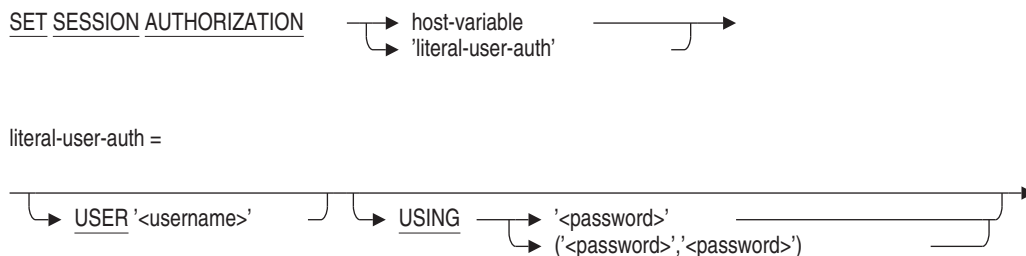 SET SESSION AUTHORIZATION host-variable
’literal-user-auth’
literal-user-auth =
USER ’<username>’ USING ’<password>’
(’<password>’,’<password>’)